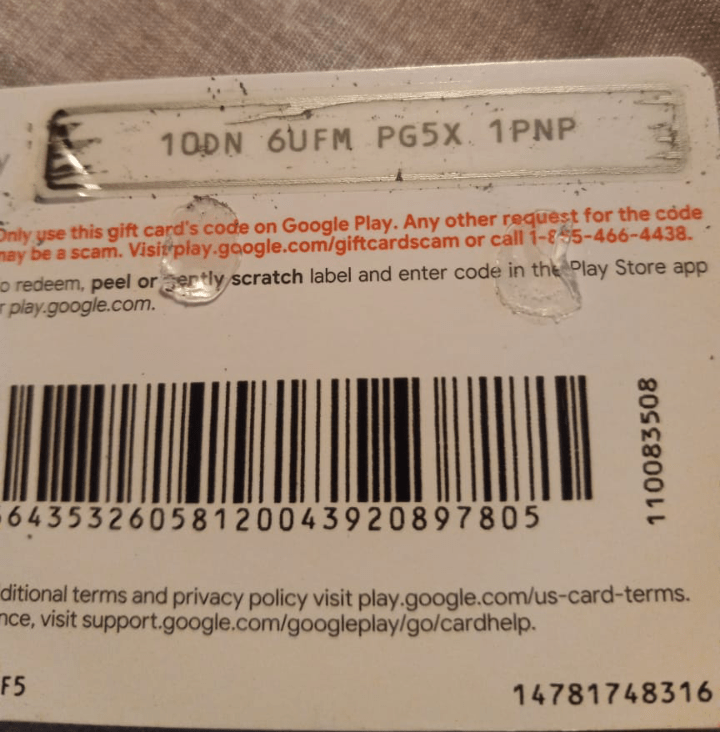 10DN 6UFM PG5X 1PNP
Only use this gift card's code on Google Play. Any other request for the code
may be a scam. Visit play.google.com/giftcardscam or call
o redeem, peel or gently scratch label and enter code in the Play Store app
r play.google.com.
6435326058120043920897805
110083508
ditional terms and privacy policy visit play.google.com/us-card-terms.
nce, visit support.google.com/googleplay/go/cardhelp.
F5
14781748316